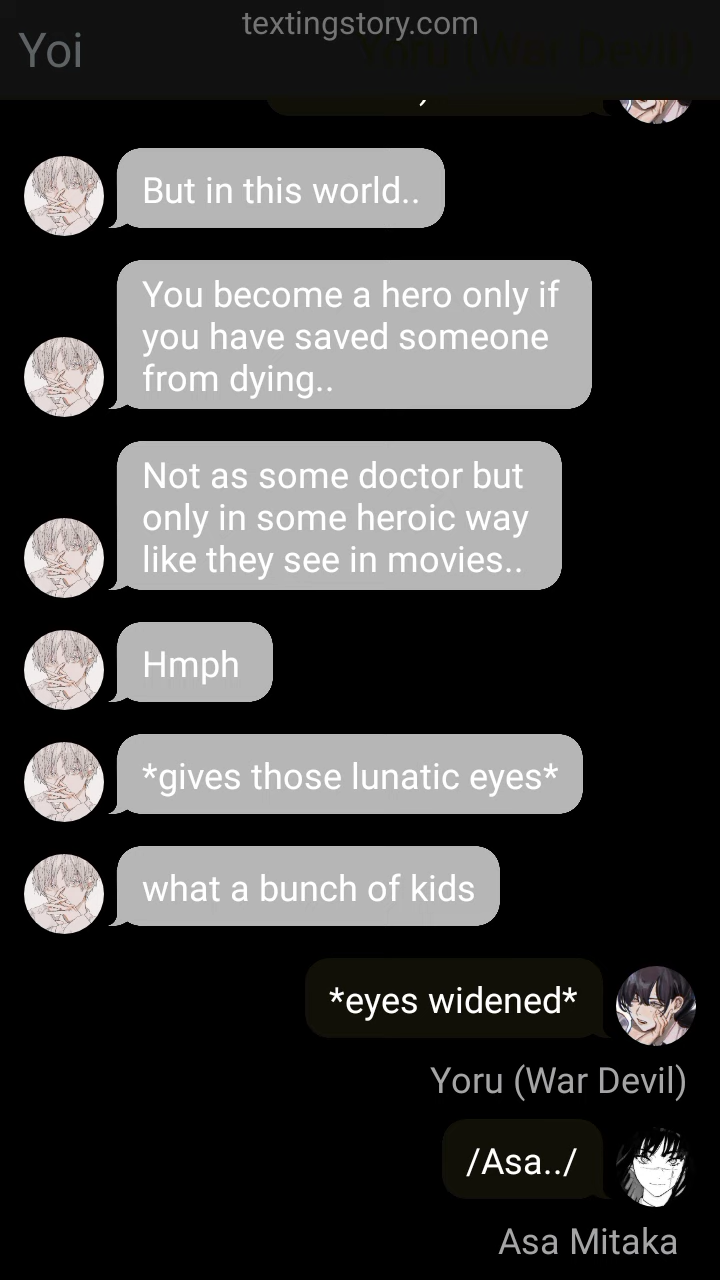 textingstory.com
Yoi
Yoru (War Devil)
But in this world..
You become a hero only if
you have saved someone
from dying..
Not as some doctor but
only in some heroic way
like they see in movies..
Hmph
*gives those lunatic eyes*
what a bunch of kids
*eyes widened*
Yoru (War Devil)
/Asa../
Asa Mitaka